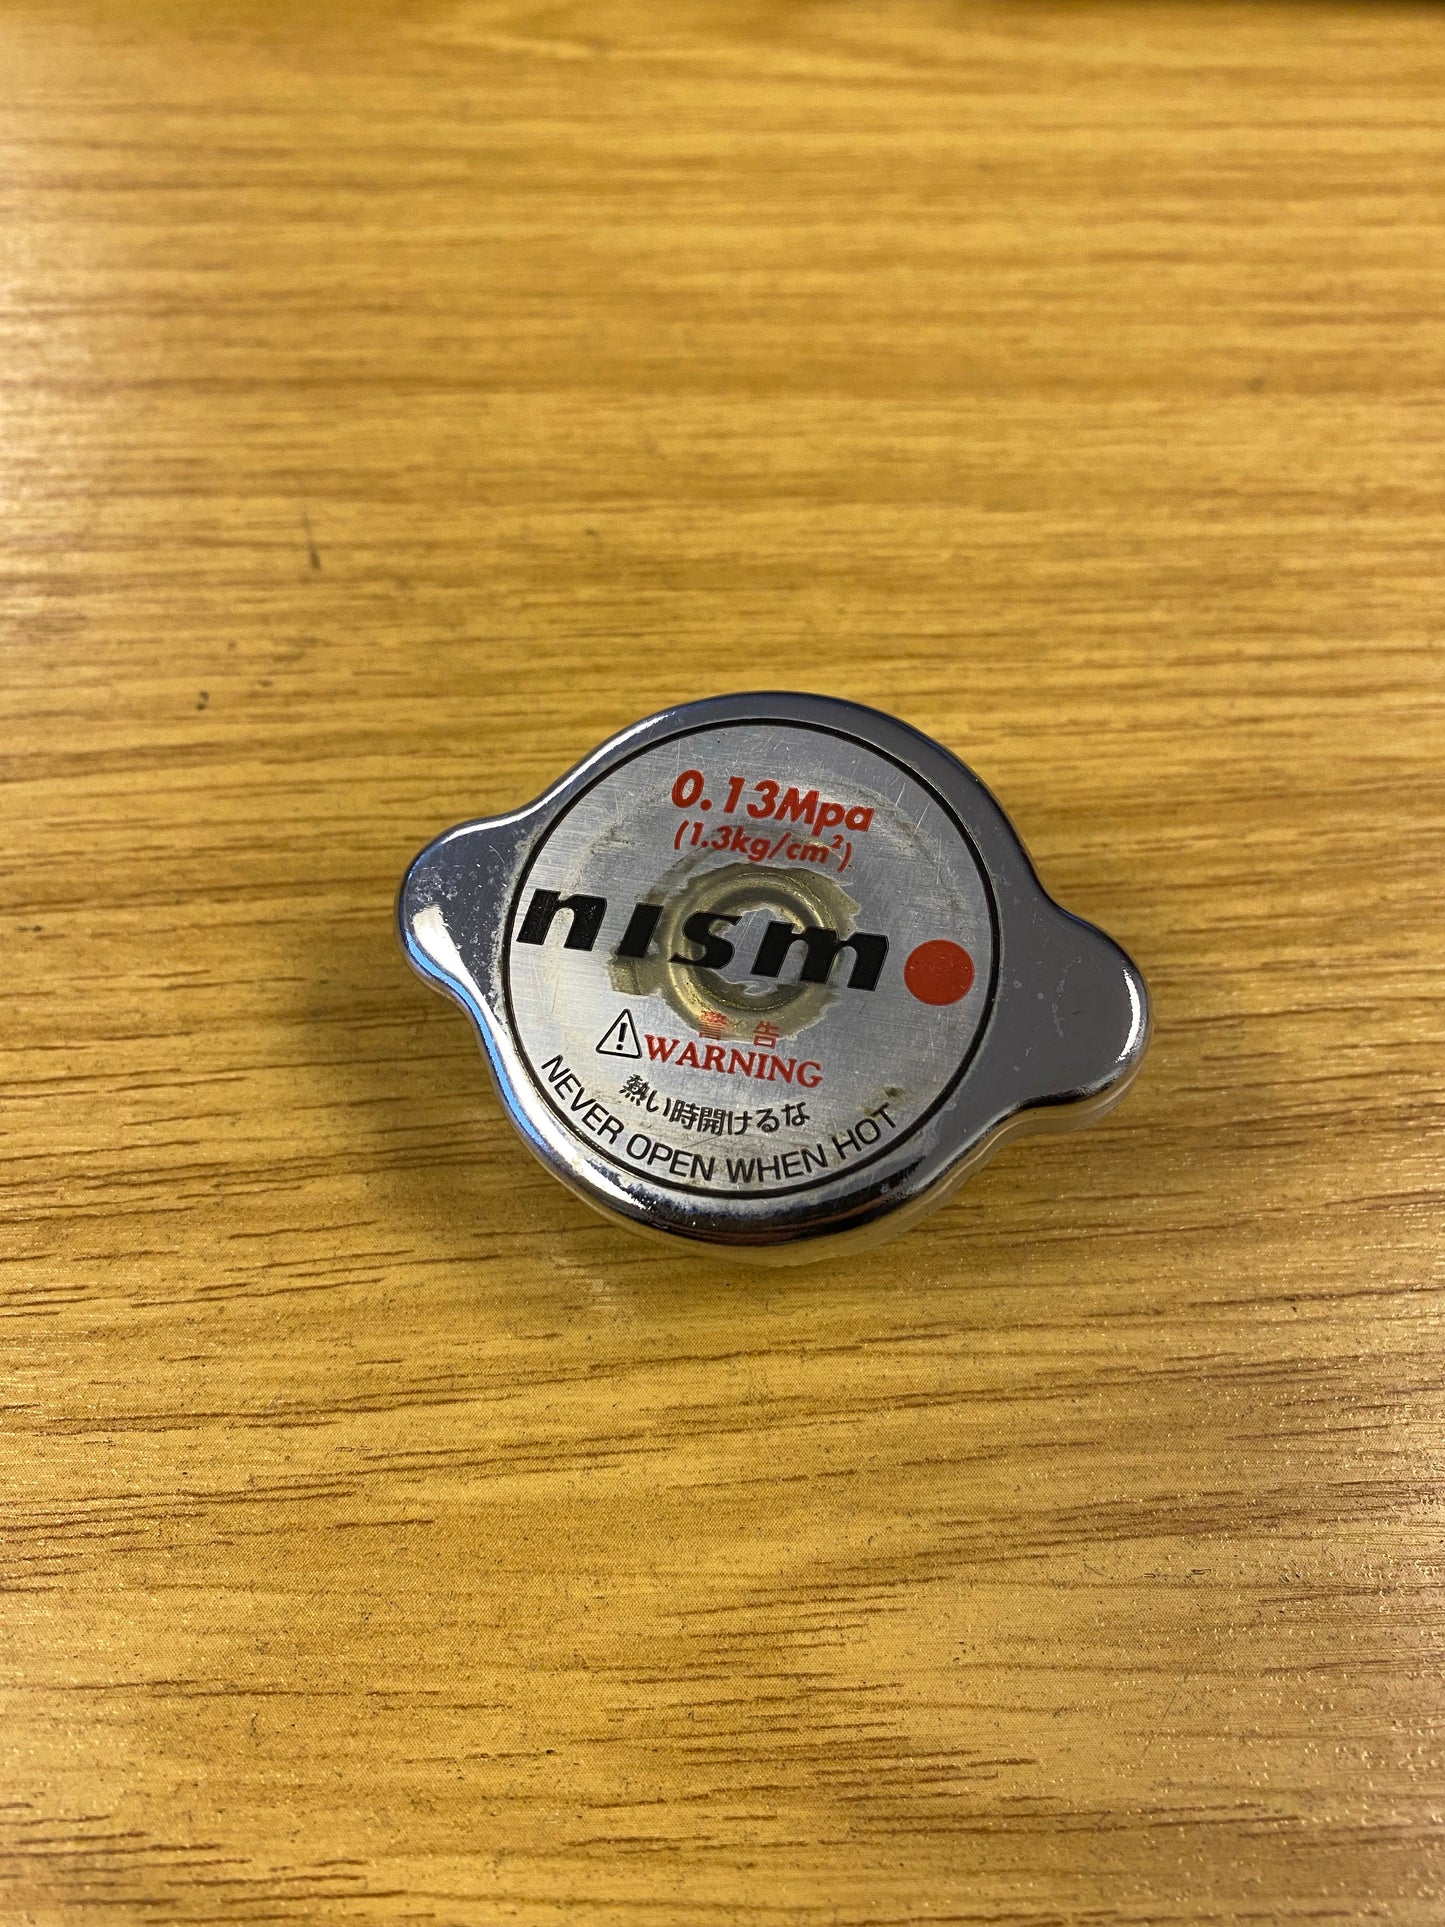 0.13Mpa
(1.3kg/cm²)
nismo
警告
WARNING
熱い時開けるな
NEVER OPEN WHEN HOT